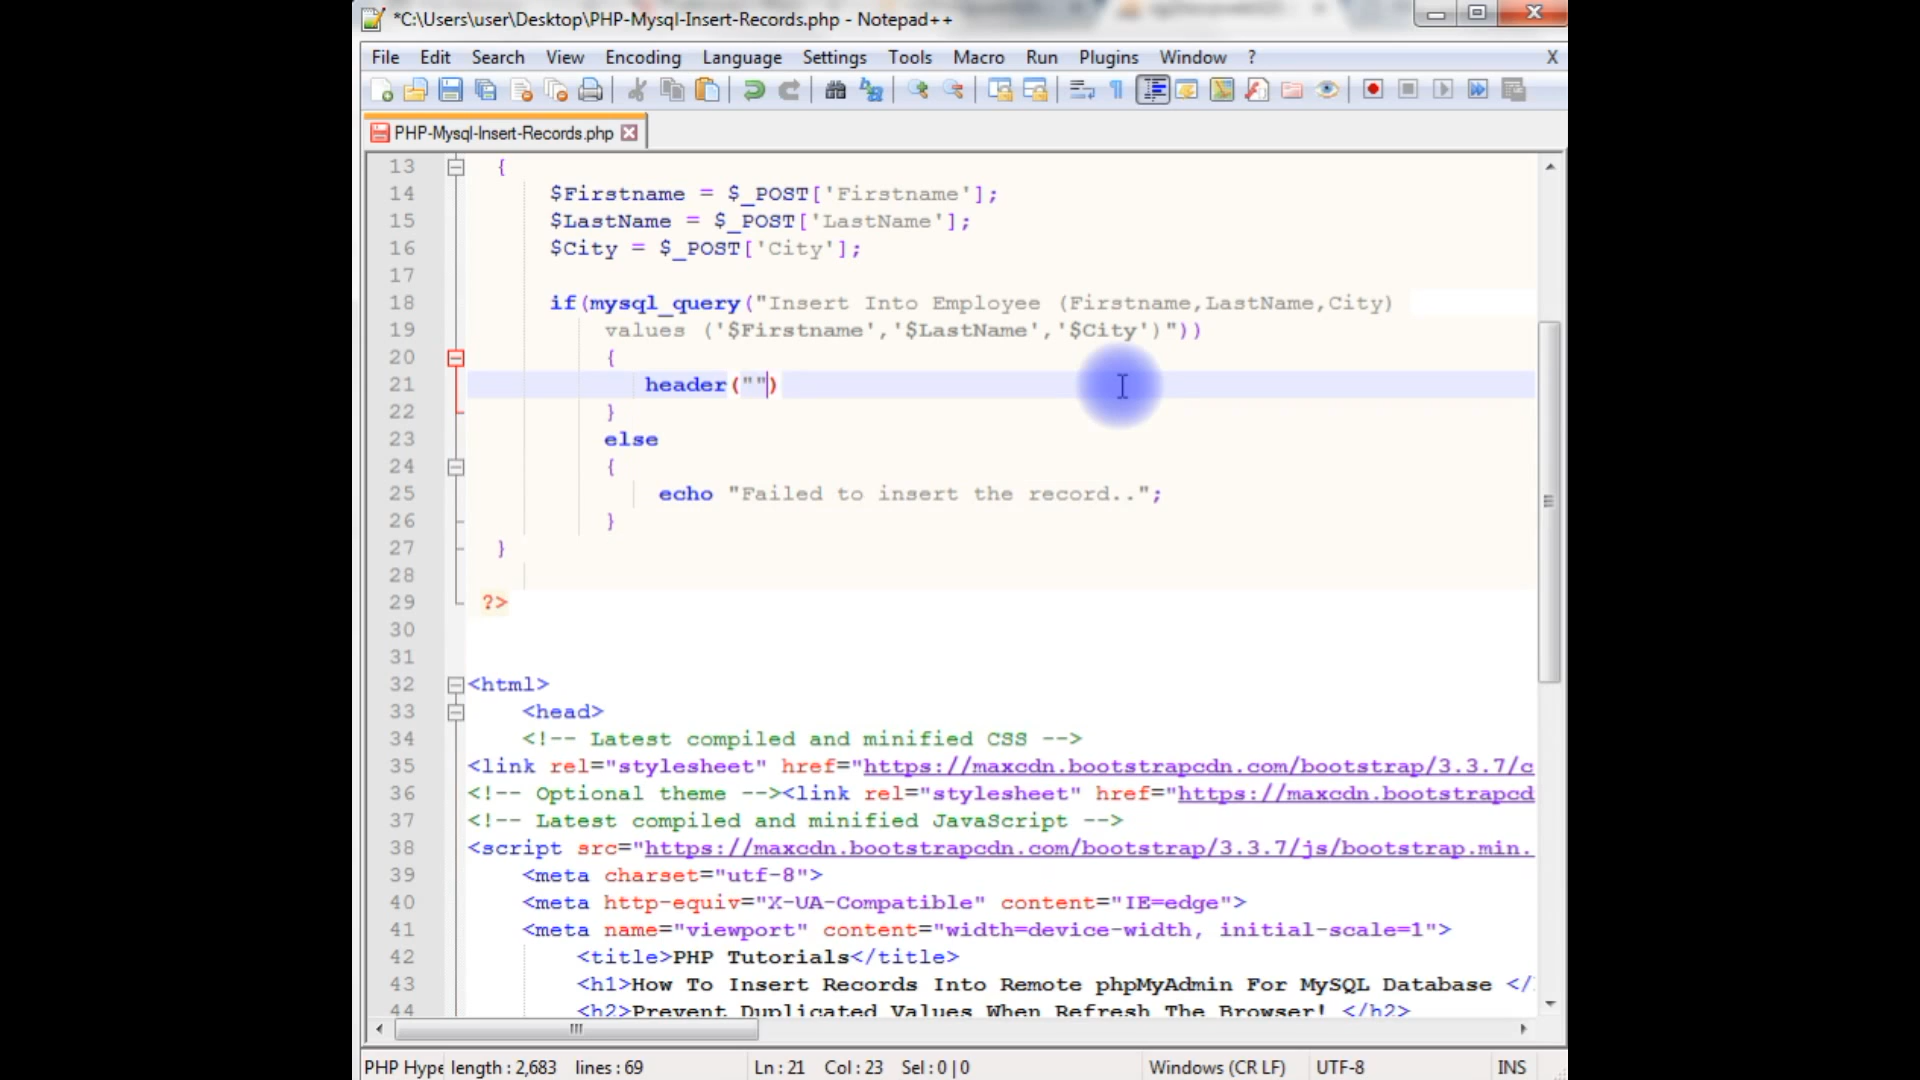 *C:\Users\user\Desktop\PHP-Mysql-Insert-Records.php - Notepad++
File Edit Search View Encoding Language Settings Tools Macro Run Plugins Window ? X
PHP-Mysql-Insert-Records.php
13 {
14 $Firstname = $_POST['Firstname'];
15 $LastName = $_POST['LastName'];
16 $City = $_POST['City'];
17
18 if(mysql_query("Insert Into Employee (Firstname,LastName,City)
19 values ('$Firstname','$LastName','$City')"))
20 {
21 header("")
22 }
23 else
24 {
25 echo "Failed to insert the record..";
26 }
27 }
28
29 ?>
30
31
32 <html>
33 <head>
34 <!-- Latest compiled and minified CSS -->
35 <link rel="stylesheet" href="https://maxcdn.bootstrapcdn.com/bootstrap/3.3.7/c
36 <!-- Optional theme --><link rel="stylesheet" href="https://maxcdn.bootstrapcd
37 <!-- Latest compiled and minified JavaScript -->
38 <script src="https://maxcdn.bootstrapcdn.com/bootstrap/3.3.7/js/bootstrap.min.
39 <meta charset="utf-8">
40 <meta http-equiv="X-UA-Compatible" content="IE=edge">
41 <meta name="viewport" content="width=device-width, initial-scale=1">
42 <title>PHP Tutorials</title>
43 <h1>How To Insert Records Into Remote phpMyAdmin For MySQL Database </
44 <h2>Prevent Duplicated Values When Refresh The Browser! </h2>
PHP Hype length : 2,683 lines : 69 Ln : 21 Col : 23 Sel : 0 | 0 Windows (CR LF) UTF-8 INS